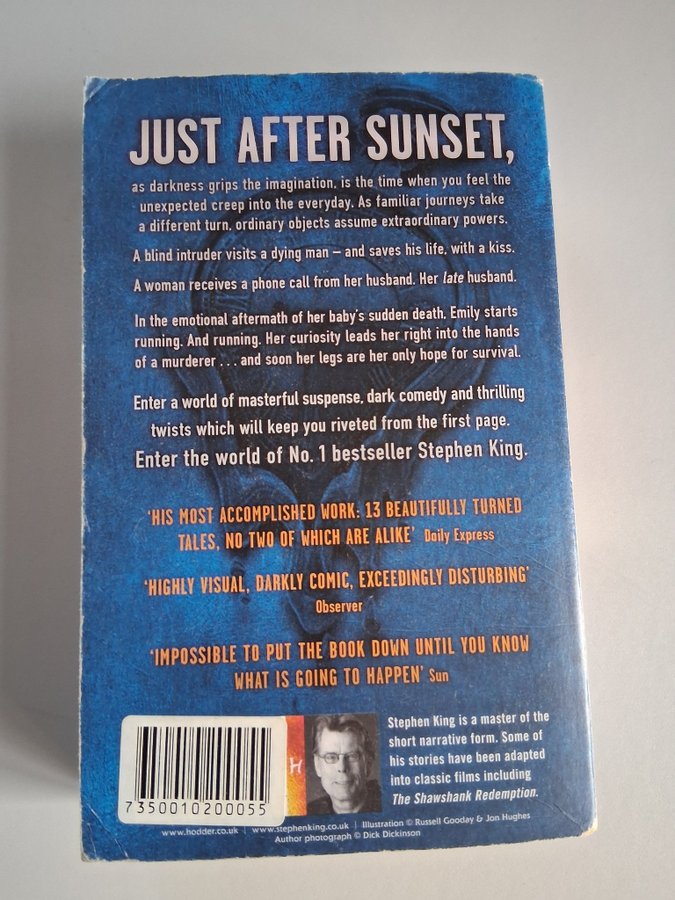 JUST AFTER SUNSET,
as darkness grips the imagination, is the time when you feel the
unexpected creep into the everyday. As familiar journeys take
a different turn, ordinary objects assume extraordinary powers.
A blind intruder visits a dying man – and saves his life, with a kiss.
A woman receives a phone call from her husband. Her late husband.
In the emotional aftermath of her baby's sudden death, Emily starts
running. And running. Her curiosity leads her right into the hands
of a murderer . . . and soon her legs are her only hope for survival.
Enter a world of masterful suspense, dark comedy and thrilling
twists which will keep you riveted from the first page.
Enter the world of No. 1 bestseller Stephen King.
'HIS MOST ACCOMPLISHED WORK: 13 BEAUTIFULLY TURNED
TALES, NO TWO OF WHICH ARE ALIKE' Daily Express
'HIGHLY VISUAL, DARKLY COMIC, EXCEEDINGLY DISTURBING'
Observer
'IMPOSSIBLE TO PUT THE BOOK DOWN UNTIL YOU KNOW
WHAT IS GOING TO HAPPEN' Sun
Stephen King is a master of the
short narrative form. Some of
his stories have been adapted
into classic films including
The Shawshank Redemption.
H
7350010200055
www.hodder.co.uk | www.stephenking.co.uk | Illustration © Russell Gooday & Jon Hughes
Author photograph © Dick Dickinson